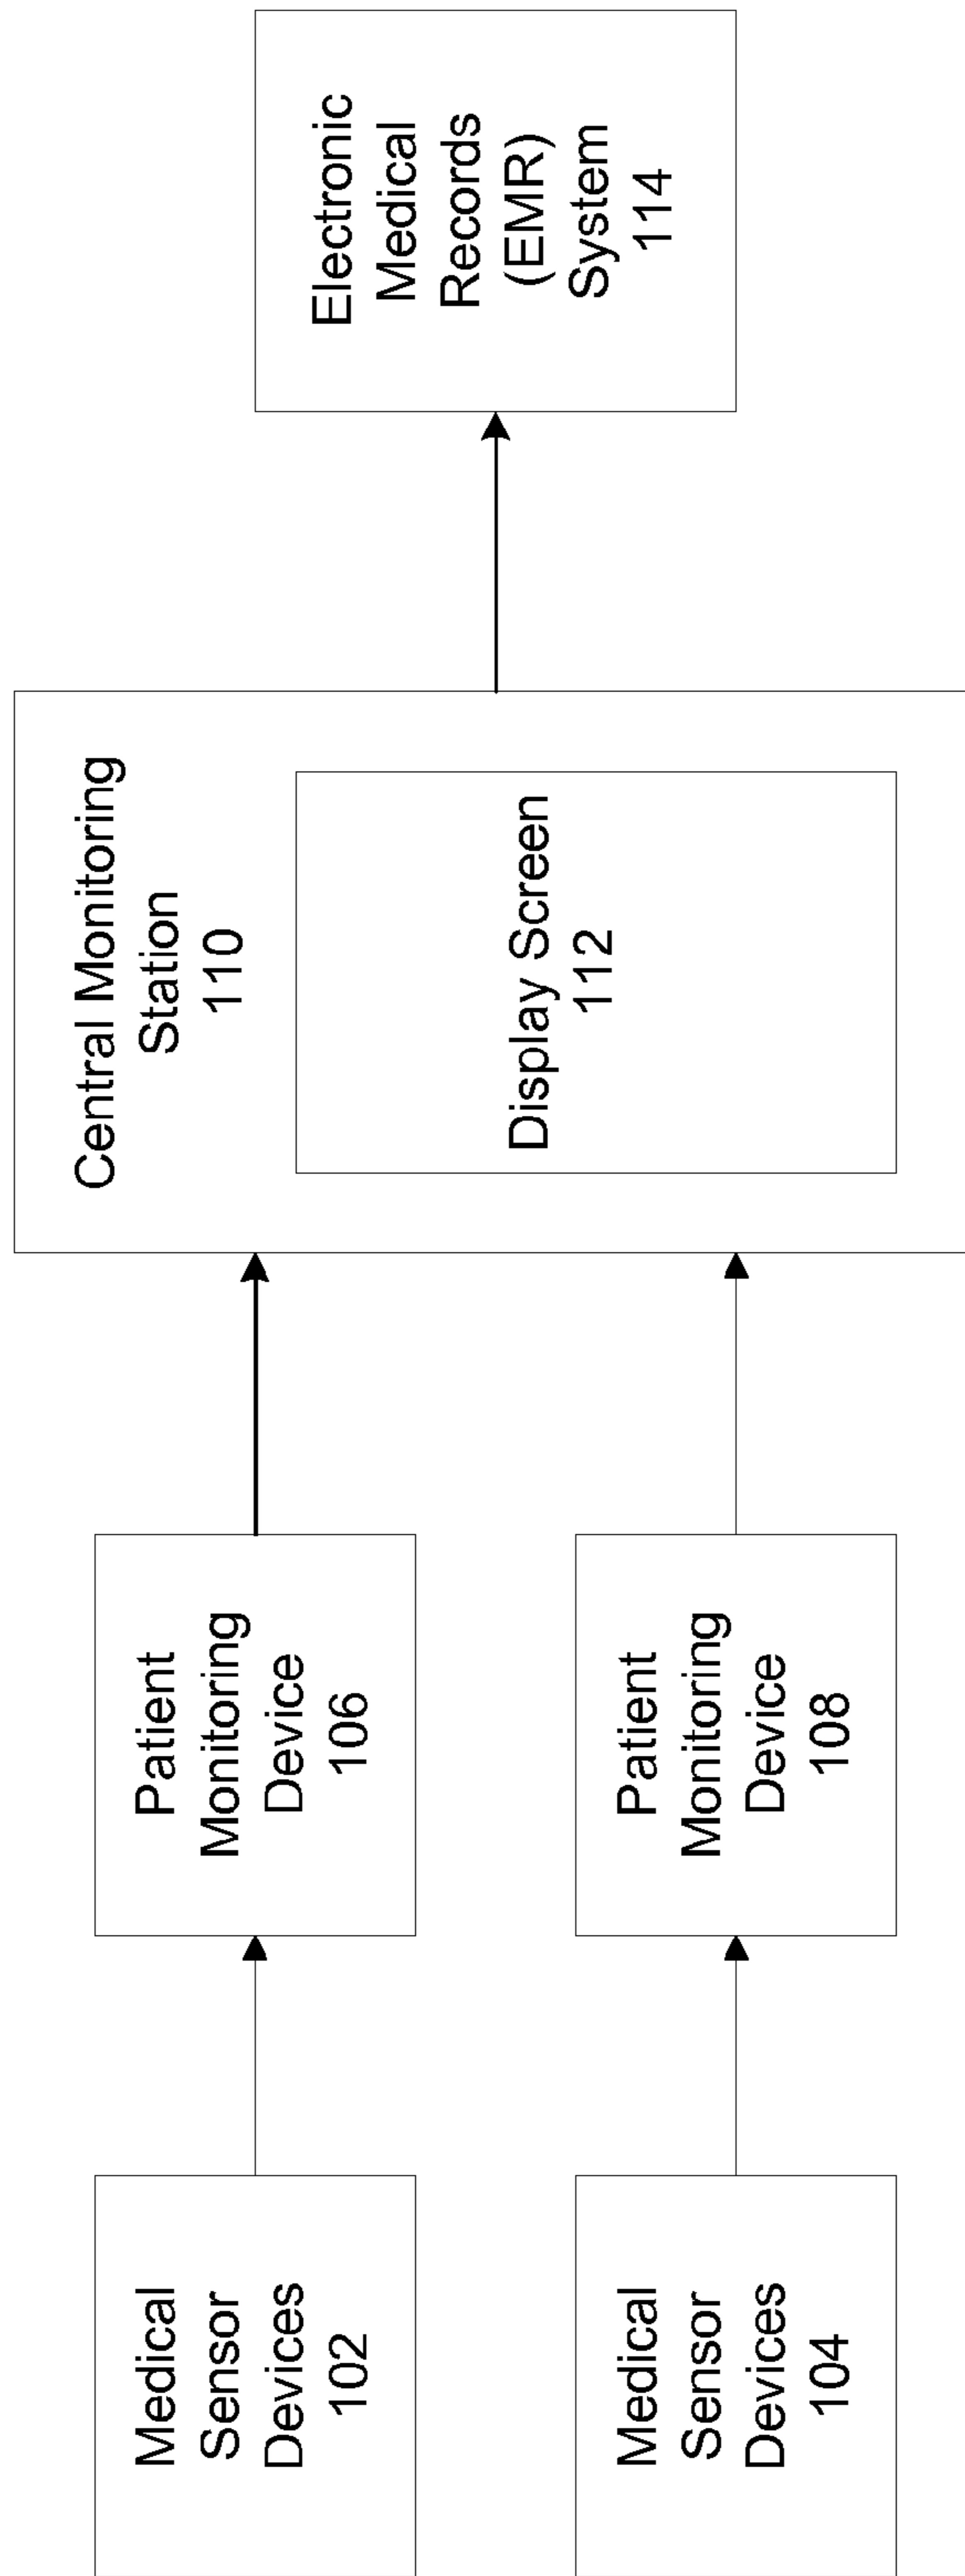 Medical
Sensor
Devices
102
Patient
Monitoring
Device
106
Medical
Sensor
Devices
104
Patient
Monitoring
Device
108
Central Monitoring
Station
110
Display Screen
112
Electronic
Medical
Records
(EMR)
System
114